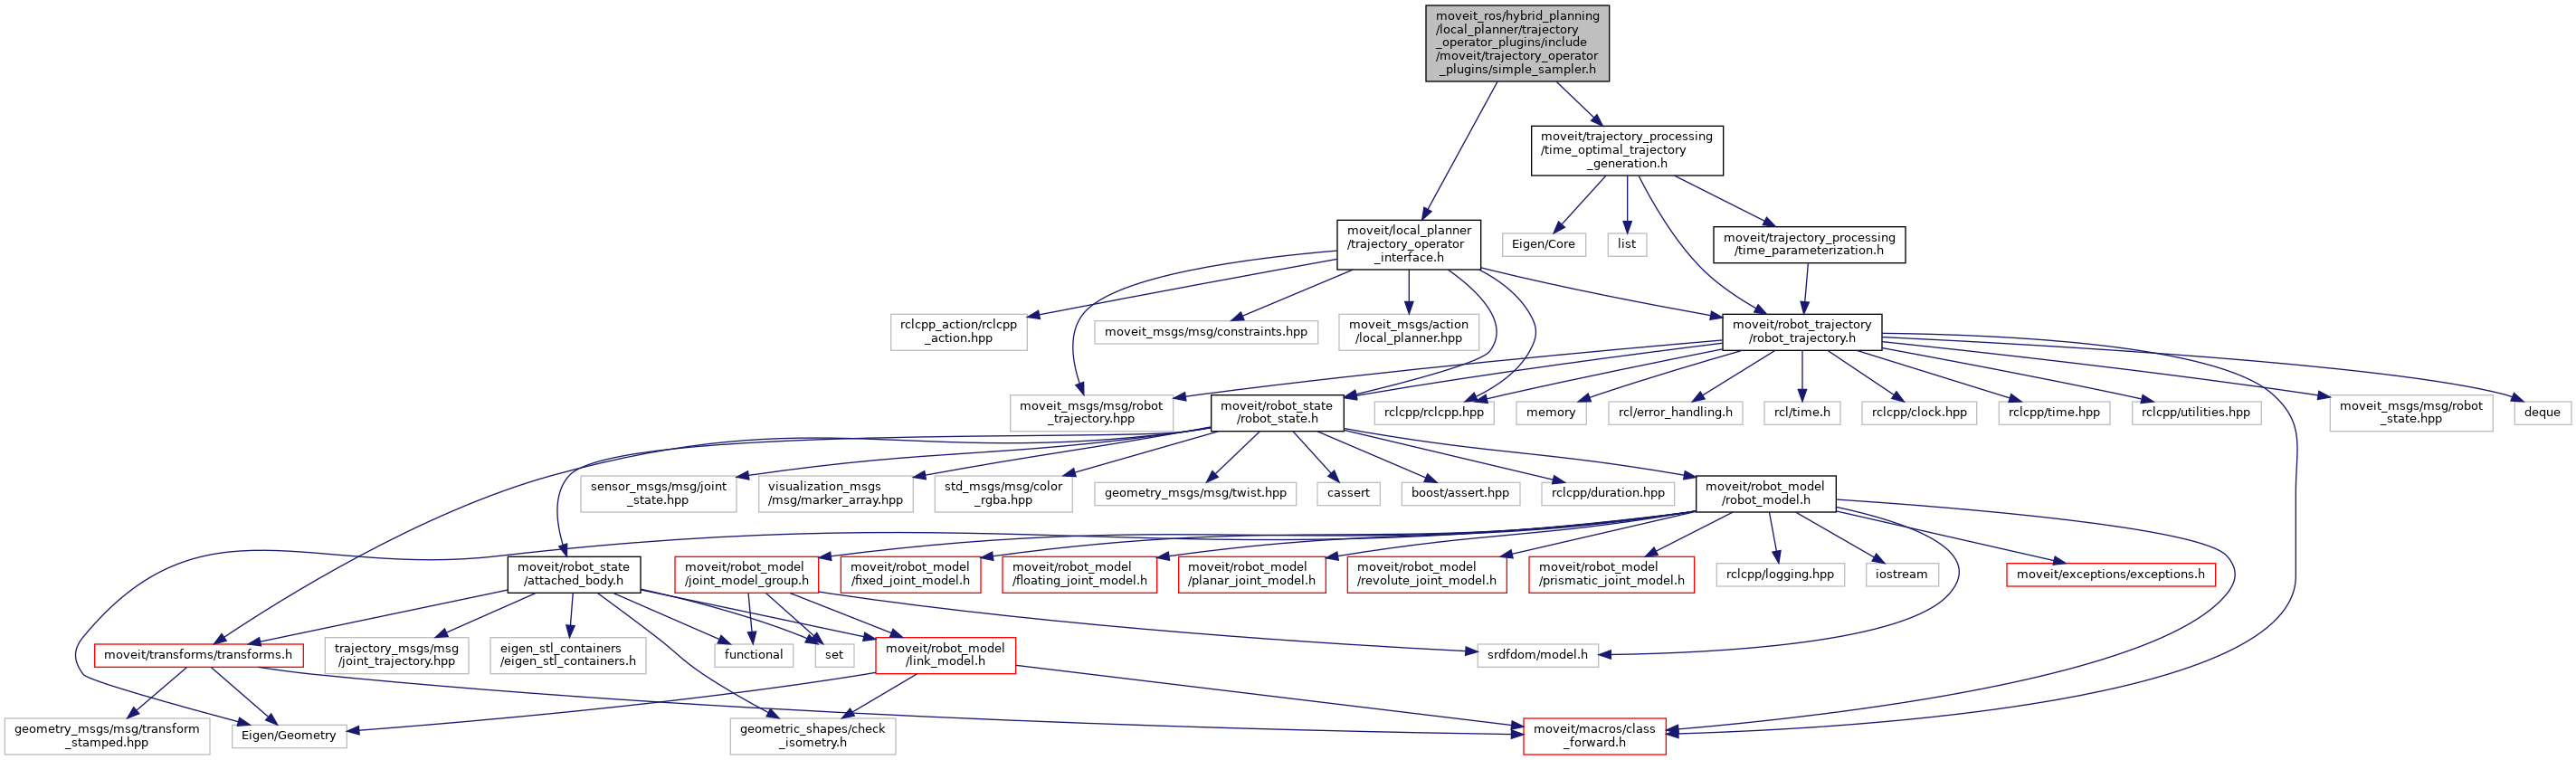 moveit_ros/hybrid_planning
/local_planner/trajectory
_operator_plugins/include
/moveit/trajectory_operator
_plugins/simple_sampler.h
moveit/trajectory_processing
/time_optimal_trajectory
_generation.h
moveit/local_planner
/trajectory_operator
_interface.h
Eigen/Core
list
moveit/trajectory_processing
/time_parameterization.h
rclcpp_action/rclcpp
_action.hpp
moveit_msgs/msg/constraints.hpp
moveit_msgs/action
/local_planner.hpp
moveit/robot_trajectory
/robot_trajectory.h
moveit_msgs/msg/robot
_trajectory.hpp
moveit/robot_state
/robot_state.h
rclcpp/rclcpp.hpp
memory
rcl/error_handling.h
rcl/time.h
rclcpp/clock.hpp
rclcpp/time.hpp
rclcpp/utilities.hpp
moveit_msgs/msg/robot
_state.hpp
deque
sensor_msgs/msg/joint
_state.hpp
visualization_msgs
/msg/marker_array.hpp
std_msgs/msg/color
_rgba.hpp
geometry_msgs/msg/twist.hpp
cassert
boost/assert.hpp
rclcpp/duration.hpp
moveit/robot_model
/robot_model.h
moveit/robot_state
/attached_body.h
moveit/robot_model
/joint_model_group.h
moveit/robot_model
/fixed_joint_model.h
moveit/robot_model
/floating_joint_model.h
moveit/robot_model
/planar_joint_model.h
moveit/robot_model
/revolute_joint_model.h
moveit/robot_model
/prismatic_joint_model.h
rclcpp/logging.hpp
iostream
moveit/exceptions/exceptions.h
moveit/transforms/transforms.h
trajectory_msgs/msg
/joint_trajectory.hpp
eigen_stl_containers
/eigen_stl_containers.h
functional
set
moveit/robot_model
/link_model.h
srdfdom/model.h
geometry_msgs/msg/transform
_stamped.hpp
Eigen/Geometry
geometric_shapes/check
_isometry.h
moveit/macros/class
_forward.h